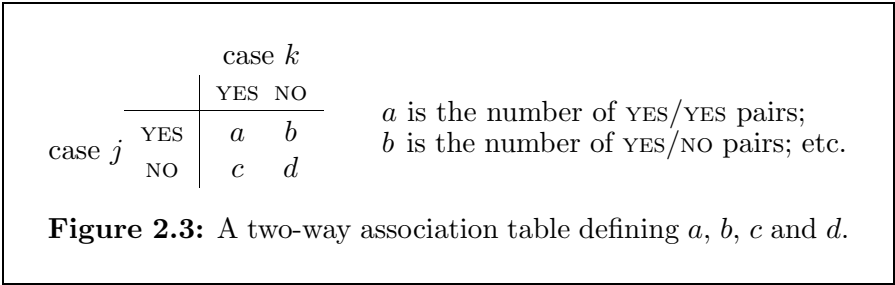 case k
YES NO
case j YES a b
NO c d
a is the number of YES/YES pairs;
b is the number of YES/NO pairs; etc.
Figure 2.3: A two-way association table defining a, b, c and d.